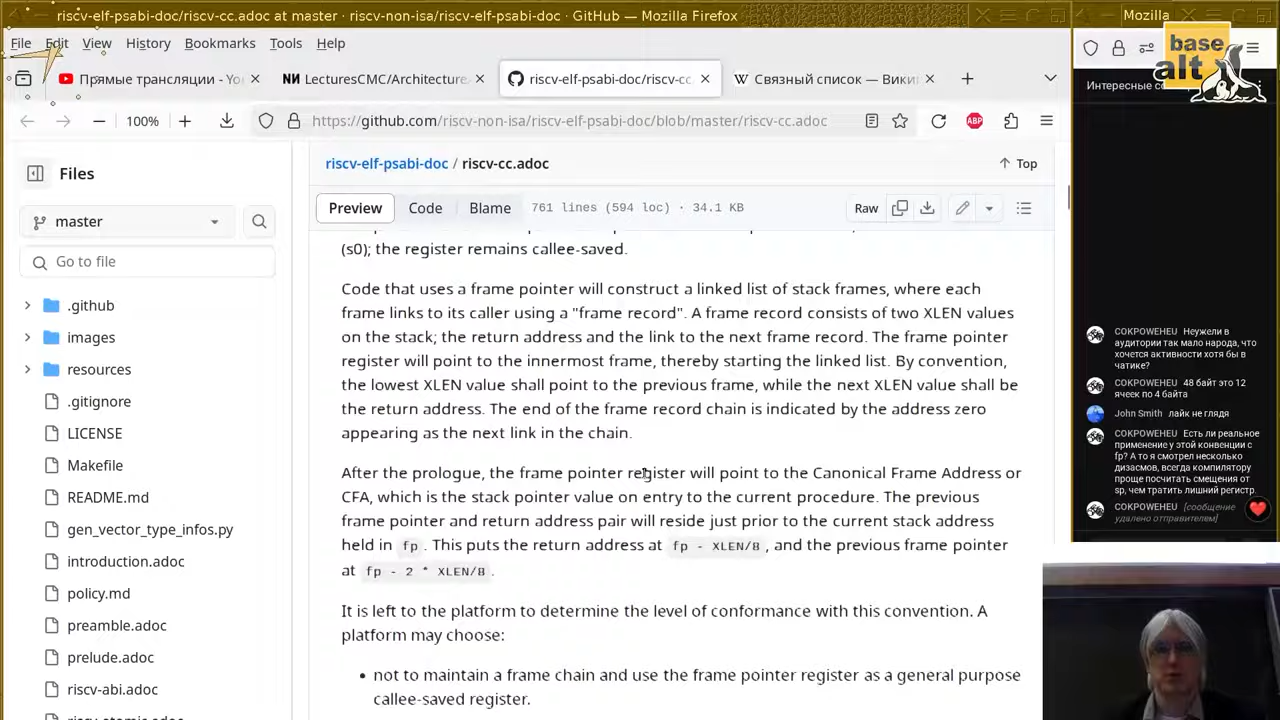 riscv-elf-psabi-doc/riscv-cc.adoc at master · riscv-non-isa/riscv-elf-psabi-doc · GitHub — Mozilla Firefox
Mozilla
File Edit View History Bookmarks Tools Help
base
alt
Прямые трансляции - Yo
LecturesCMC/Architecture
riscv-elf-psabi-doc/riscv-cc.
Связный список — Вики
100%
https://github.com/riscv-non-isa/riscv-elf-psabi-doc/blob/master/riscv-cc.adoc
ABP
Files
master
Go to file
.github
images
resources
.gitignore
LICENSE
Makefile
README.md
gen_vector_type_infos.py
introduction.adoc
policy.md
preamble.adoc
prelude.adoc
riscv-abi.adoc
riscv-atomic.adoc
riscv-elf-psabi-doc / riscv-cc.adoc
Top
Preview Code Blame 761 lines (594 loc) · 34.1 KB
Raw
(s0); the register remains callee-saved.
Code that uses a frame pointer will construct a linked list of stack frames, where each
frame links to its caller using a "frame record". A frame record consists of two XLEN values
on the stack; the return address and the link to the next frame record. The frame pointer
register will point to the innermost frame, thereby starting the linked list. By convention,
the lowest XLEN value shall point to the previous frame, while the next XLEN value shall be
the return address. The end of the frame record chain is indicated by the address zero
appearing as the next link in the chain.
After the prologue, the frame pointer register will point to the Canonical Frame Address or
CFA, which is the stack pointer value on entry to the current procedure. The previous
frame pointer and return address pair will reside just prior to the current stack address
held in fp . This puts the return address at fp - XLEN/8 , and the previous frame pointer
at fp - 2 * XLEN/8 .
It is left to the platform to determine the level of conformance with this convention. A
platform may choose:
• not to maintain a frame chain and use the frame pointer register as a general purpose
callee-saved register.
Интересные
COKPOWEHEU Неужели в
аудитории так мало народа, что
хочется активности хотя бы в
чатике?
COKPOWEHEU 48 байт это 12
ячеек по 4 байта
John Smith лайк не глядя
COKPOWEHEU Есть ли реальное
применение у этой конвенции с
fp? А то я смотрел несколько
дизасмов, всегда компилятору
проще посчитать смещения от
sp, чем тратить лишний регистр.
COKPOWEHEU [сообщение
удалено отправителем]